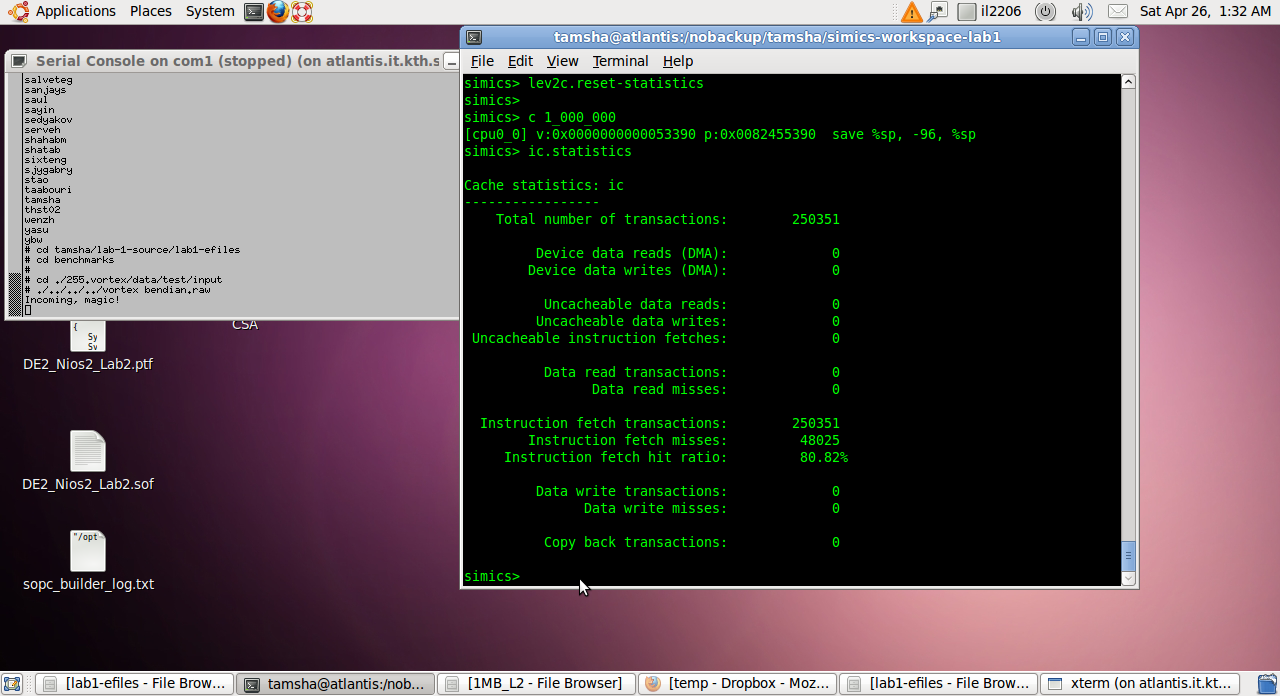 Applications Places System il2206 Sat Apr 26, 1:32 AM
Serial Console on com1 (stopped) (on atlantis.it.kth.s
salveteg
sanjays
saul
sayin
sedyakov
serveh
shahabm
shatab
sixteng
sjygabry
stao
taabouri
tamsha
thst02
wenzh
yasu
ybw
# cd tamsha/lab-1-source/lab1-efiles
# cd benchmarks
#
# cd ./255.vortex/data/test/input
# ./../../../vortex bendian.raw
Incoming, magic!
{
Sy
Sv
CSA
DE2_Nios2_Lab2.ptf
DE2_Nios2_Lab2.sof
"/opt
sopc_builder_log.txt
tamsha@atlantis:/nobackup/tamsha/simics-workspace-lab1
File Edit View Terminal Help
simics> lev2c.reset-statistics
simics>
simics> c 1_000_000
[cpu0_0] v:0x0000000000053390 p:0x0082455390 save %sp, -96, %sp
simics> ic.statistics
Cache statistics: ic
-----------------
Total number of transactions: 250351
Device data reads (DMA): 0
Device data writes (DMA): 0
Uncacheable data reads: 0
Uncacheable data writes: 0
Uncacheable instruction fetches: 0
Data read transactions: 0
Data read misses: 0
Instruction fetch transactions: 250351
Instruction fetch misses: 48025
Instruction fetch hit ratio: 80.82%
Data write transactions: 0
Data write misses: 0
Copy back transactions: 0
simics>
[lab1-efiles - File Brow... tamsha@atlantis:/nob... [1MB_L2 - File Browser] [temp - Dropbox - Moz... [lab1-efiles - File Brow... xterm (on atlantis.it.kt...